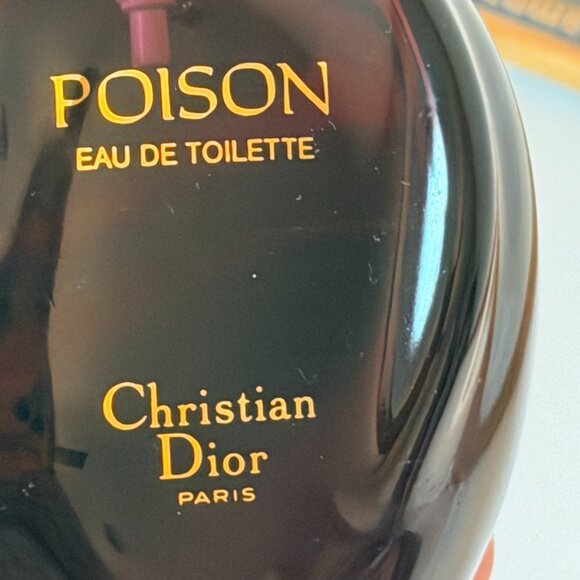 POISON
EAU DE TOILETTE
Christian
Dior
PARIS